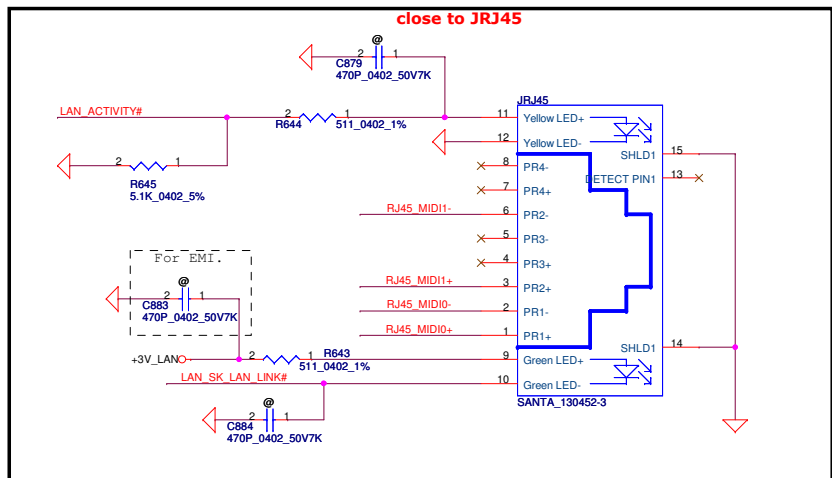 close to JRJ45
@
2 1
C879
470P_0402_50V7K
JRJ45
LAN_ACTIVITY#
2 1
R644 511_0402_1%
11 Yellow LED+
12 Yellow LED-
2 1
R645
5.1K_0402_5%
8 PR4-
7 PR4+
RJ45_MIDI1- 6 PR2-
5 PR3-
4 PR3+
RJ45_MIDI1+ 3 PR2+
RJ45_MIDI0- 2 PR1-
RJ45_MIDI0+ 1 PR1+
SHLD1 15
DETECT PIN1 13
SHLD1 14
For EMI.
@
2 1
C883
470P_0402_50V7K
+3V_LAN
2 1
R643
511_0402_1%
9 Green LED+
LAN_SK_LAN_LINK# 10 Green LED-
SANTA_130452-3
@
2 1
C884
470P_0402_50V7K